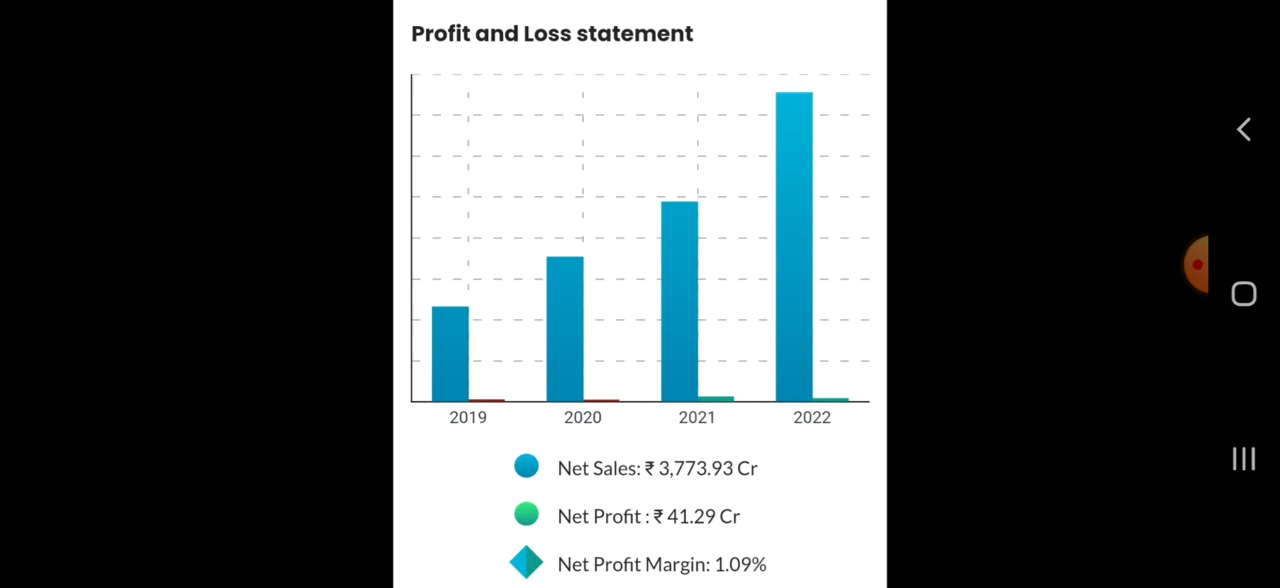 Profit and Loss statement
2019 2020 2021 2022
Net Sales: ₹ 3,773.93 Cr
Net Profit : ₹ 41.29 Cr
Net Profit Margin: 1.09%